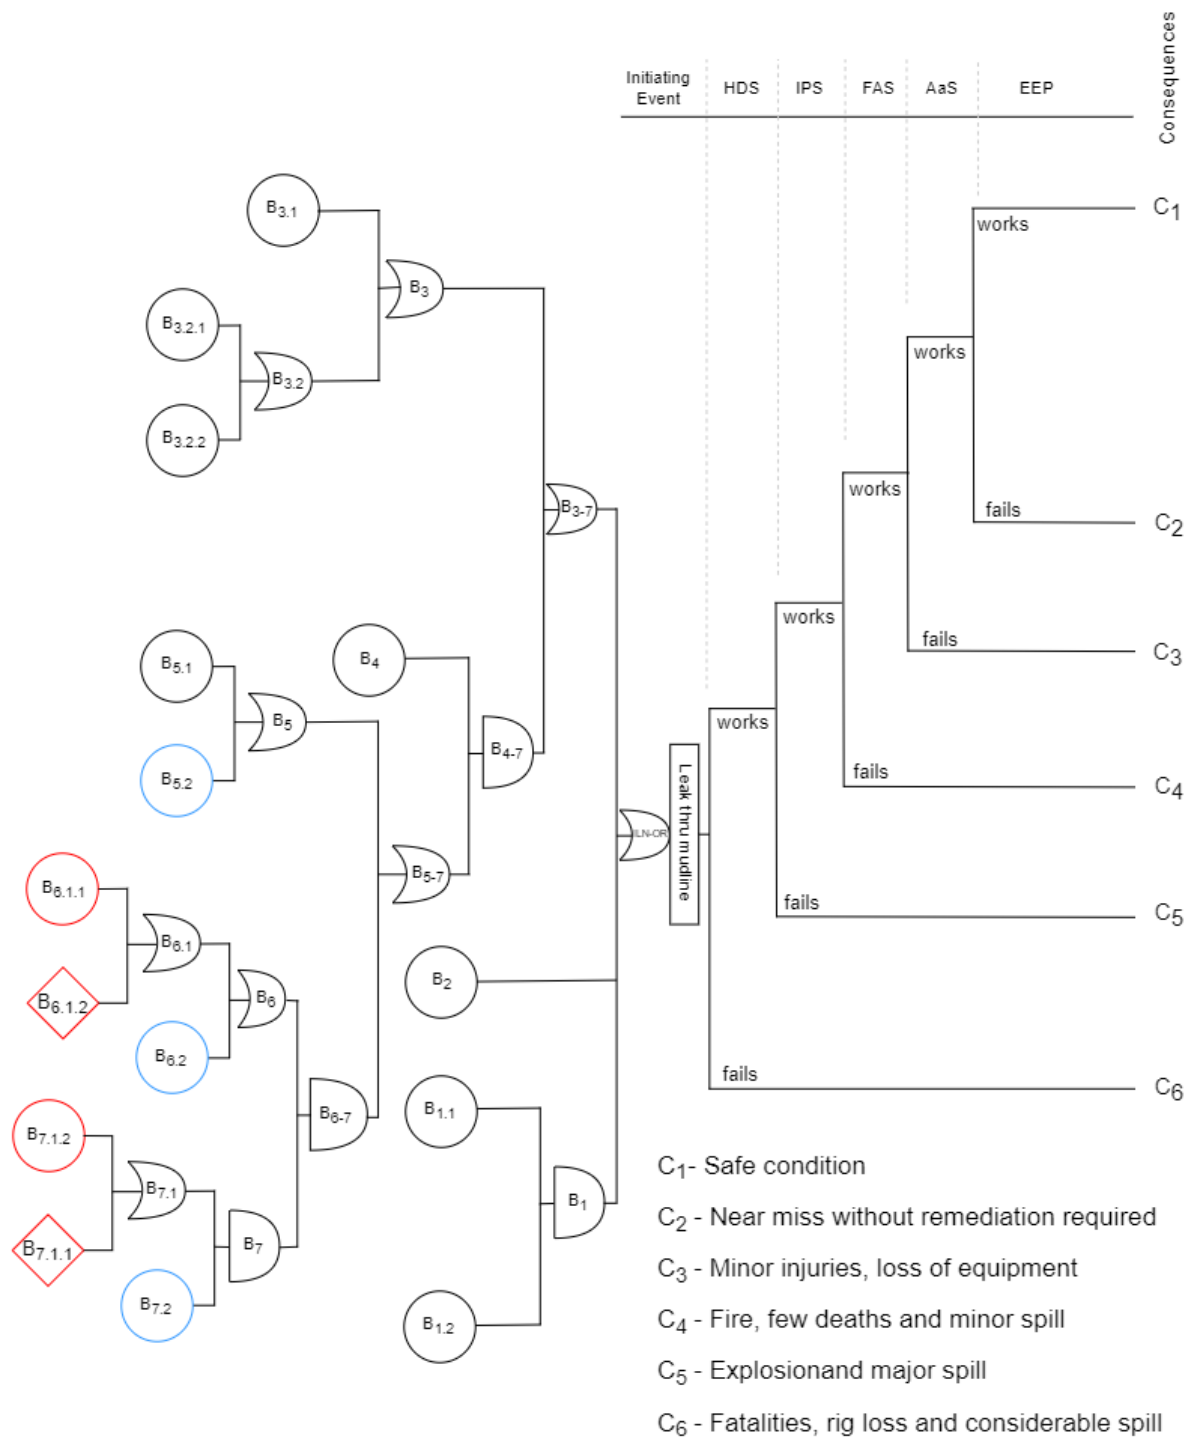 Initiating
Event
HDS
IPS
FAS
AaS
EEP
Consequences
B3.1
B3
B3.2.1
B3.2
B3.2.2
B3-7
B4
B5.1
B5
B5.2
B4-7
B5-7
ILN-OR
Leak thru mudline
B6.1.1
B6.1
B6.1.2
B6
B6.2
B2
B7.1.2
B7.1
B7.1.1
B7
B7.2
B6-7
B1.1
B1
B1.2
works
C1
works
works
fails
C2
works
fails
C3
works
fails
C4
fails
C5
fails
C6
C1- Safe condition
C2 - Near miss without remediation required
C3 - Minor injuries, loss of equipment
C4 - Fire, few deaths and minor spill
C5 - Explosionand major spill
C6 - Fatalities, rig loss and considerable spill